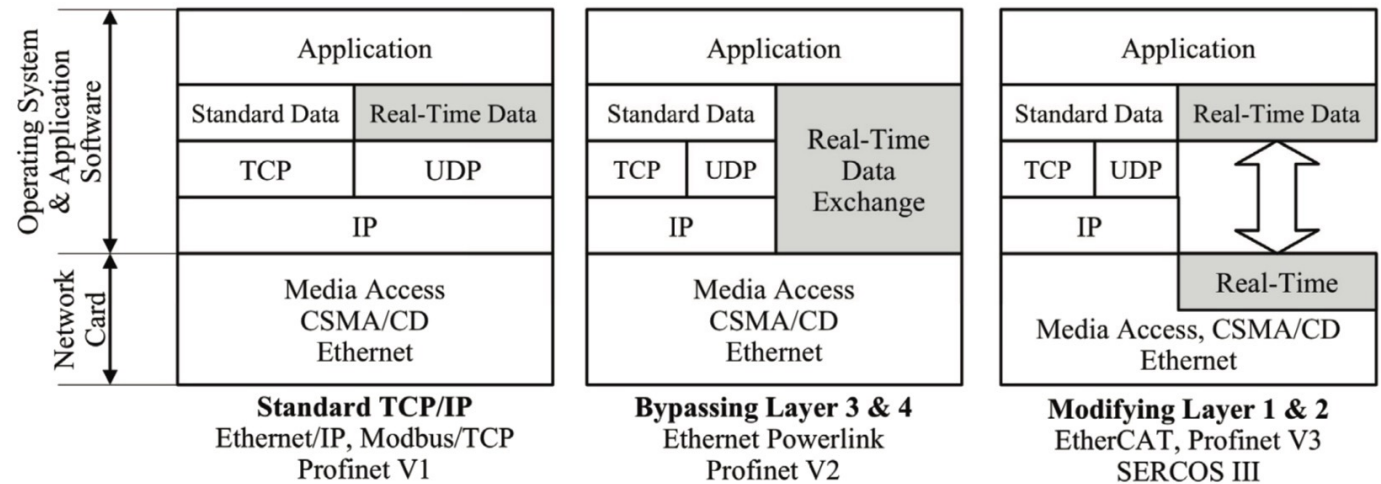 Operating System
& Application
Software
Network
Card
Application
Standard Data
Real-Time Data
TCP
UDP
IP
Media Access
CSMA/CD
Ethernet
Standard TCP/IP
Ethernet/IP, Modbus/TCP
Profinet V1
Application
Standard Data
Real-Time
Data
Exchange
TCP
UDP
IP
Media Access
CSMA/CD
Ethernet
Bypassing Layer 3 & 4
Ethernet Powerlink
Profinet V2
Application
Standard Data
Real-Time Data
TCP
UDP
IP
Real-Time
Media Access, CSMA/CD
Ethernet
Modifying Layer 1 & 2
EtherCAT, Profinet V3
SERCOS III